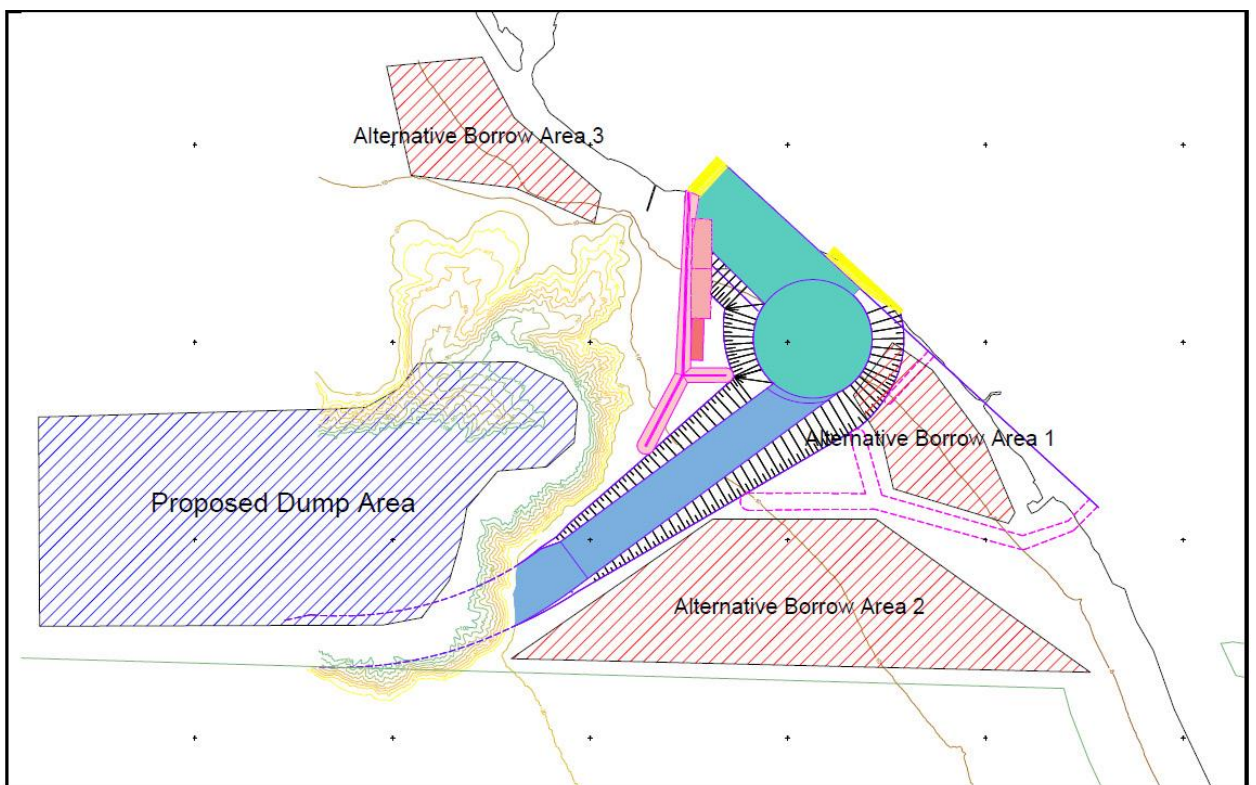 Alternative Borrow Area 3
Alternative Borrow Area 1
Proposed Dump Area
Alternative Borrow Area 2